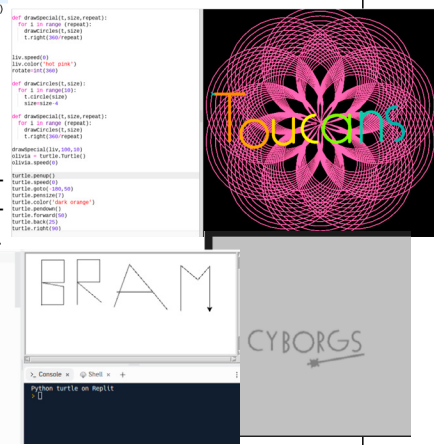 def drawSpecial(t,size,repeat):
for i in range (repeat):
drawCircles(t,size)
t.right(360/repeat)
liv.speed(0)
liv.color('hot pink')
rotate=int(360)
def drawCircles(t,size):
for i in range(10):
t.circle(size)
size=size-4
def drawSpecial(t,size,repeat):
for i in range (repeat):
drawCircles(t,size)
t.right(360/repeat)
drawSpecial(liv,100,10)
olivia = turtle.Turtle()
olivia.speed(0)
turtle.penup()
turtle.speed(0)
turtle.goto(-180,50)
turtle.pensize(7)
turtle.color('dark orange')
turtle.pendown()
turtle.forward(50)
turtle.back(25)
turtle.right(90)
Toucans
BRAM
CYBORGS
Console × Shell × +
Python turtle on Replit